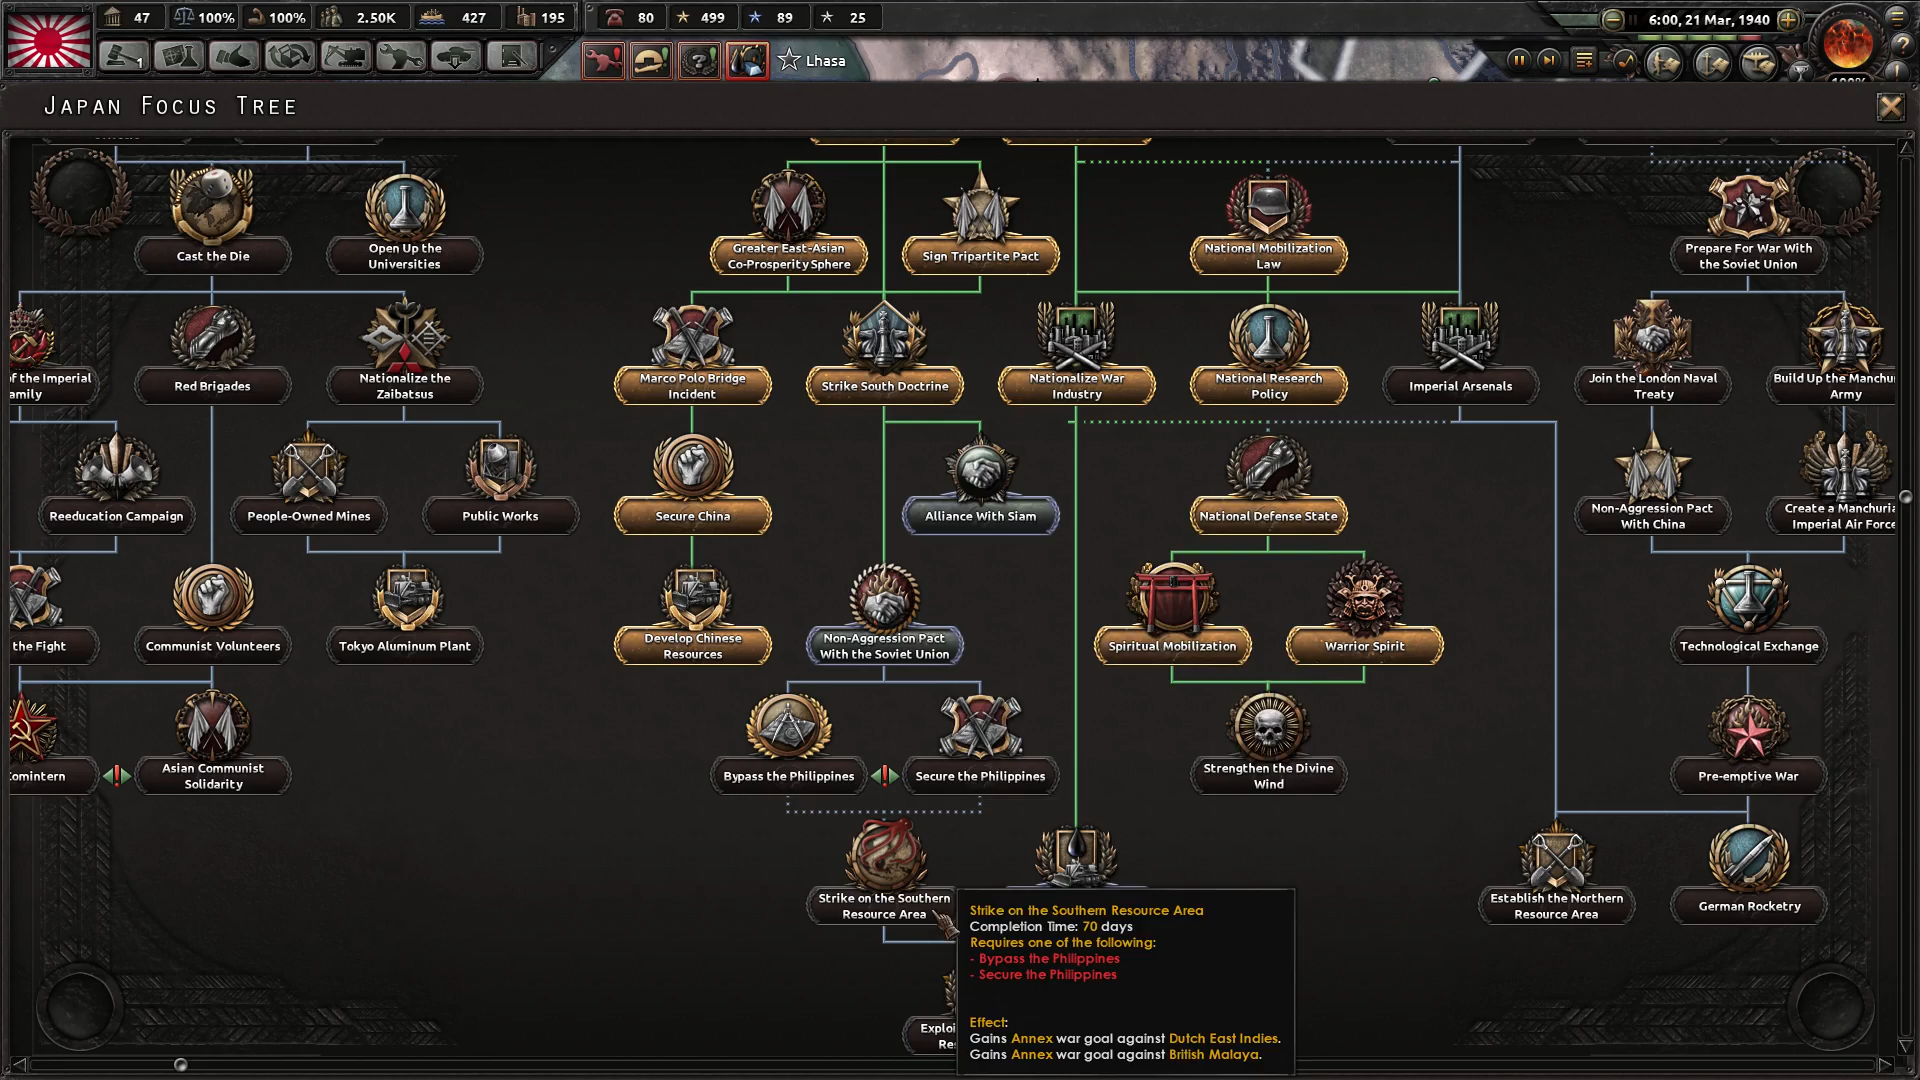 47
100%
100%
2.50K
427
195
80
499
89
25
6:00, 21 Mar, 1940
1
Lhasa
100%
Japan Focus Tree
Cast the Die
Open Up the
Universities
Greater East-Asian
Co-Prosperity Sphere
Sign Tripartite Pact
National Mobilization
Law
Prepare For War With
the Soviet Union
of the Imperial
amily
Red Brigades
Nationalize the
Zaibatsus
Marco Polo Bridge
Incident
Strike South Doctrine
Nationalize War
Industry
National Research
Policy
Imperial Arsenals
Join the London Naval
Treaty
Build Up the Manchu
Army
Reeducation Campaign
People-Owned Mines
Public Works
Secure China
Alliance With Siam
National Defense State
Non-Aggression Pact
With China
Create a Manchuria
Imperial Air Force
the Fight
Communist Volunteers
Tokyo Aluminum Plant
Develop Chinese
Resources
Non-Aggression Pact
With the Soviet Union
Spiritual Mobilization
Warrior Spirit
Technological Exchange
omintern
Asian Communist
Solidarity
Bypass the Philippines
Secure the Philippines
Strengthen the Divine
Wind
Pre-emptive War
Strike on the Southern
Resource Area
Establish the Northern
Resource Area
German Rocketry
Exploi
Res
Strike on the Southern Resource Area
Completion Time: 70 days
Requires one of the following:
- Bypass the Philippines
- Secure the Philippines
Effect:
Gains Annex war goal against Dutch East Indies.
Gains Annex war goal against British Malaya.